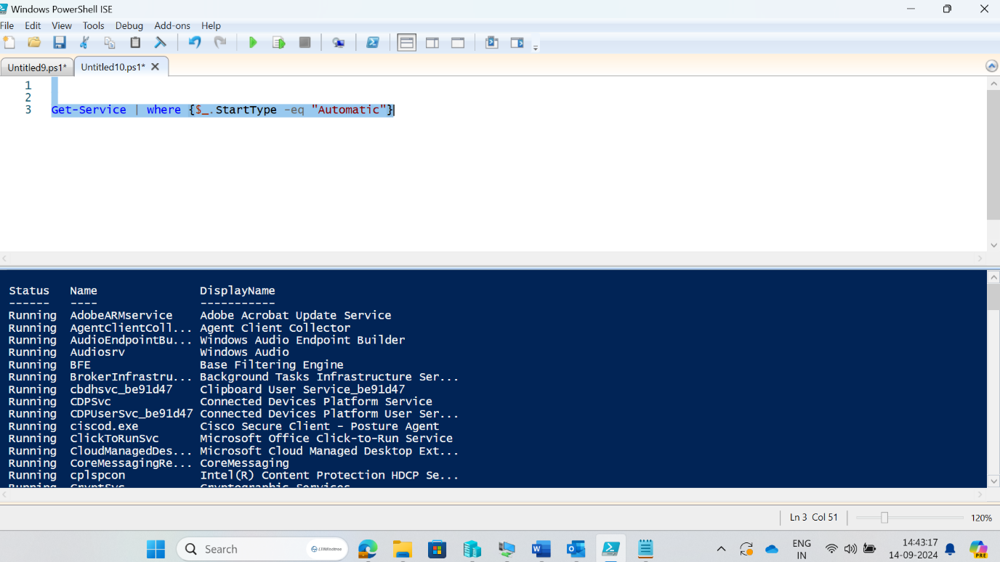 Windows PowerShell ISE
File Edit View Tools Debug Add-ons Help
Untitled9.ps1* Untitled10.ps1*
1
2
3 Get-Service | where {$_.StartType -eq "Automatic"}
Status Name DisplayName
------ ---- -----------
Running AdobeARMservice Adobe Acrobat Update Service
Running AgentClientColl... Agent Client Collector
Running AudioEndpointBu... Windows Audio Endpoint Builder
Running Audiosrv Windows Audio
Running BFE Base Filtering Engine
Running BrokerInfrastru... Background Tasks Infrastructure Ser...
Running cbdhsvc_be91d47 Clipboard User Service_be91d47
Running CDPSvc Connected Devices Platform Service
Running CDPUserSvc_be91d47 Connected Devices Platform User Ser...
Running ciscod.exe Cisco Secure Client - Posture Agent
Running ClickToRunSvc Microsoft Office Click-to-Run Service
Running CloudManagedDes... Microsoft Cloud Managed Desktop Ext...
Running CoreMessagingRe... CoreMessaging
Running cplspcon Intel(R) Content Protection HDCP Se...
Running CryptSvc Cryptographic Services
Ln 3 Col 51 120%
Search LTIMindtree
ENG
IN
14:43:17
14-09-2024
PRE